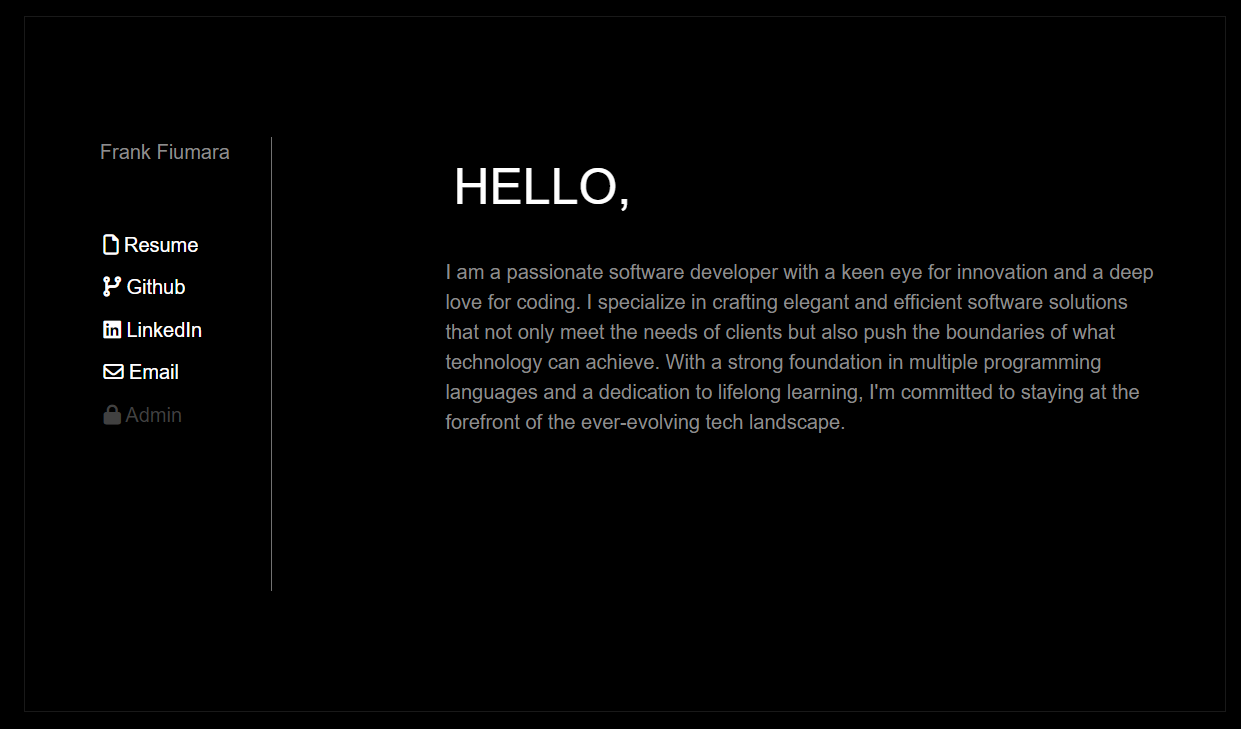 Frank Fiumara
Resume
Github
LinkedIn
Email
Admin
HELLO,
I am a passionate software developer with a keen eye for innovation and a deep
love for coding. I specialize in crafting elegant and efficient software solutions
that not only meet the needs of clients but also push the boundaries of what
technology can achieve. With a strong foundation in multiple programming
languages and a dedication to lifelong learning, I'm committed to staying at the
forefront of the ever-evolving tech landscape.